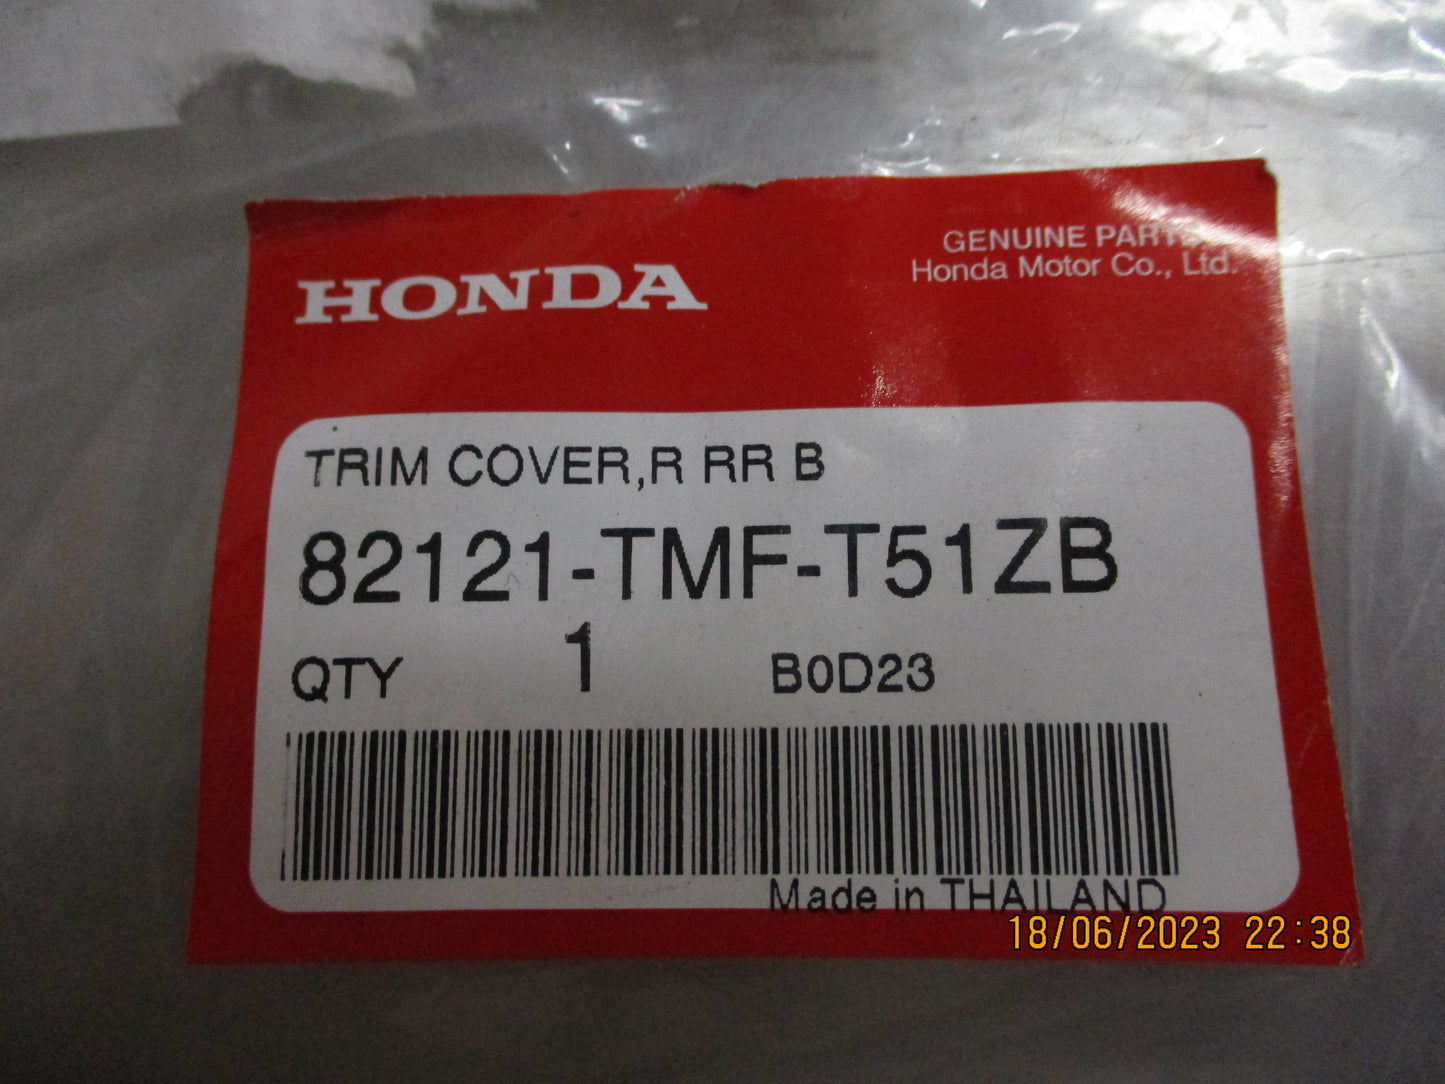 HONDA
GENUINE PARTS
Honda Motor Co., Ltd.
TRIM COVER,R RR B
82121-TMF-T51ZB
QTY 1 B0D23
Made in THAILAND
18/06/2023 22:38